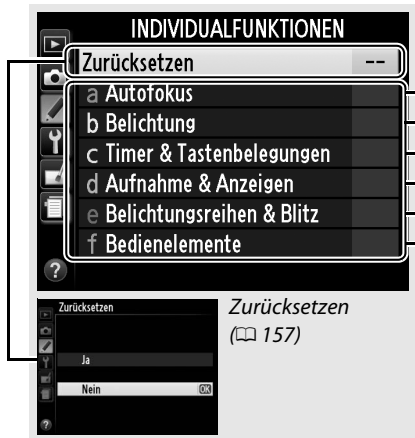 INDIVIDUALFUNKTIONEN
Zurücksetzen --
a Autofokus
b Belichtung
c Timer & Tastenbelegungen
d Aufnahme & Anzeigen
e Belichtungsreihen & Blitz
f Bedienelemente
?
Zurücksetzen
Ja
Nein OK
?
Zurücksetzen
(📖 157)